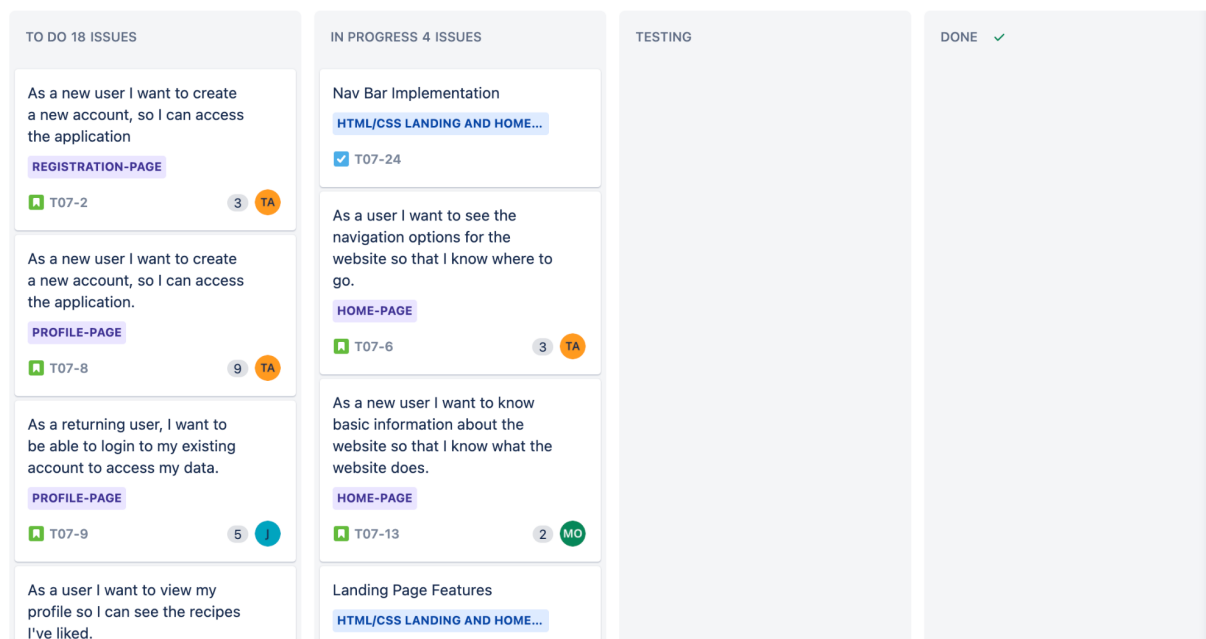 TO DO 18 ISSUES
As a new user I want to create
a new account, so I can access
the application
REGISTRATION-PAGE
T07-2
3
TA
As a new user I want to create
a new account, so I can access
the application.
PROFILE-PAGE
T07-8
9
TA
As a returning user, I want to
be able to login to my existing
account to access my data.
PROFILE-PAGE
T07-9
5
J
As a user I want to view my
profile so I can see the recipes
I've liked.
IN PROGRESS 4 ISSUES
Nav Bar Implementation
HTML/CSS LANDING AND HOME...
T07-24
As a user I want to see the
navigation options for the
website so that I know where to
go.
HOME-PAGE
T07-6
3
TA
As a new user I want to know
basic information about the
website so that I know what the
website does.
HOME-PAGE
T07-13
2
MO
Landing Page Features
HTML/CSS LANDING AND HOME...
TESTING
DONE